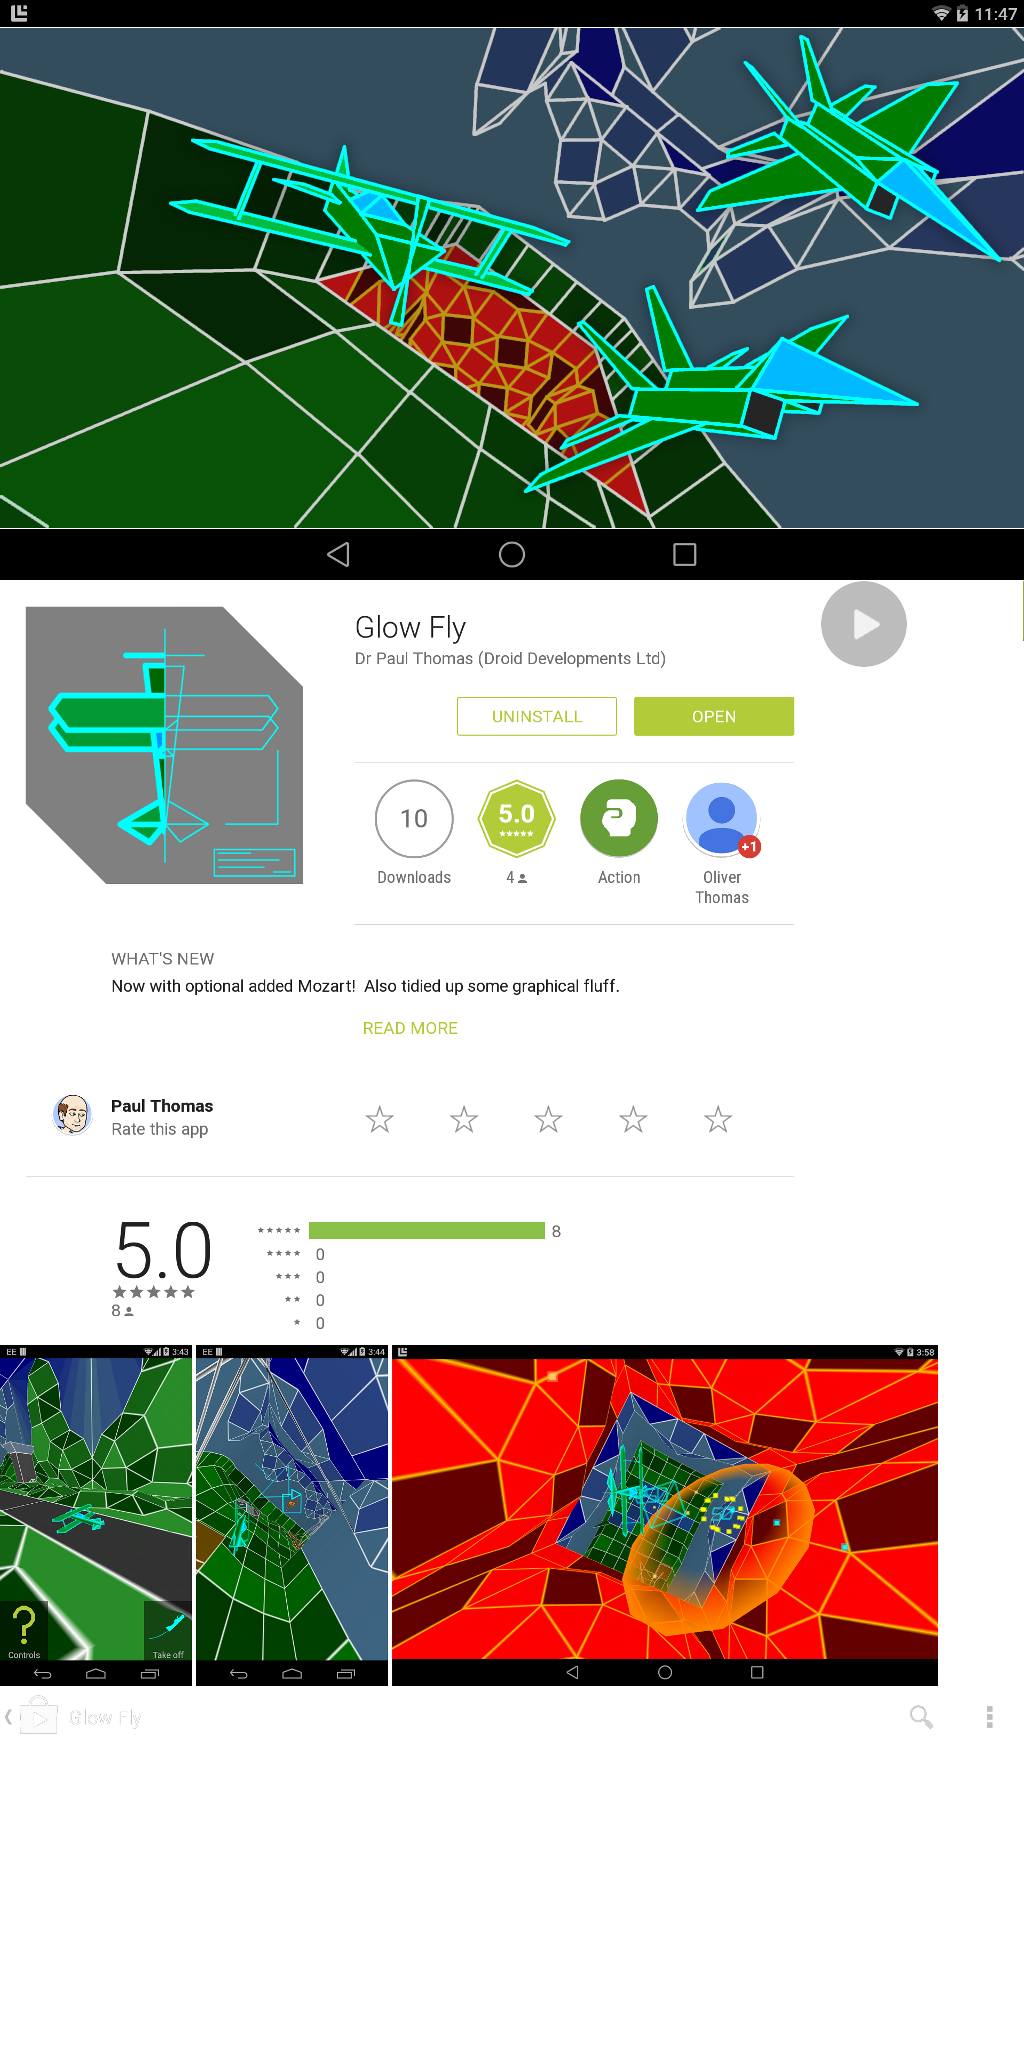 11:47
Glow Fly
Dr Paul Thomas (Droid Developments Ltd)
UNINSTALL
OPEN
10
5.0
+1
Downloads
4
Action
Oliver
Thomas
WHAT'S NEW
Now with optional added Mozart!  Also tidied up some graphical fluff.
READ MORE
Paul Thomas
Rate this app
5.0
8
8
0
0
0
0
EE
3:43
EE
3:44
3:58
?
Controls
Take off
Glow Fly